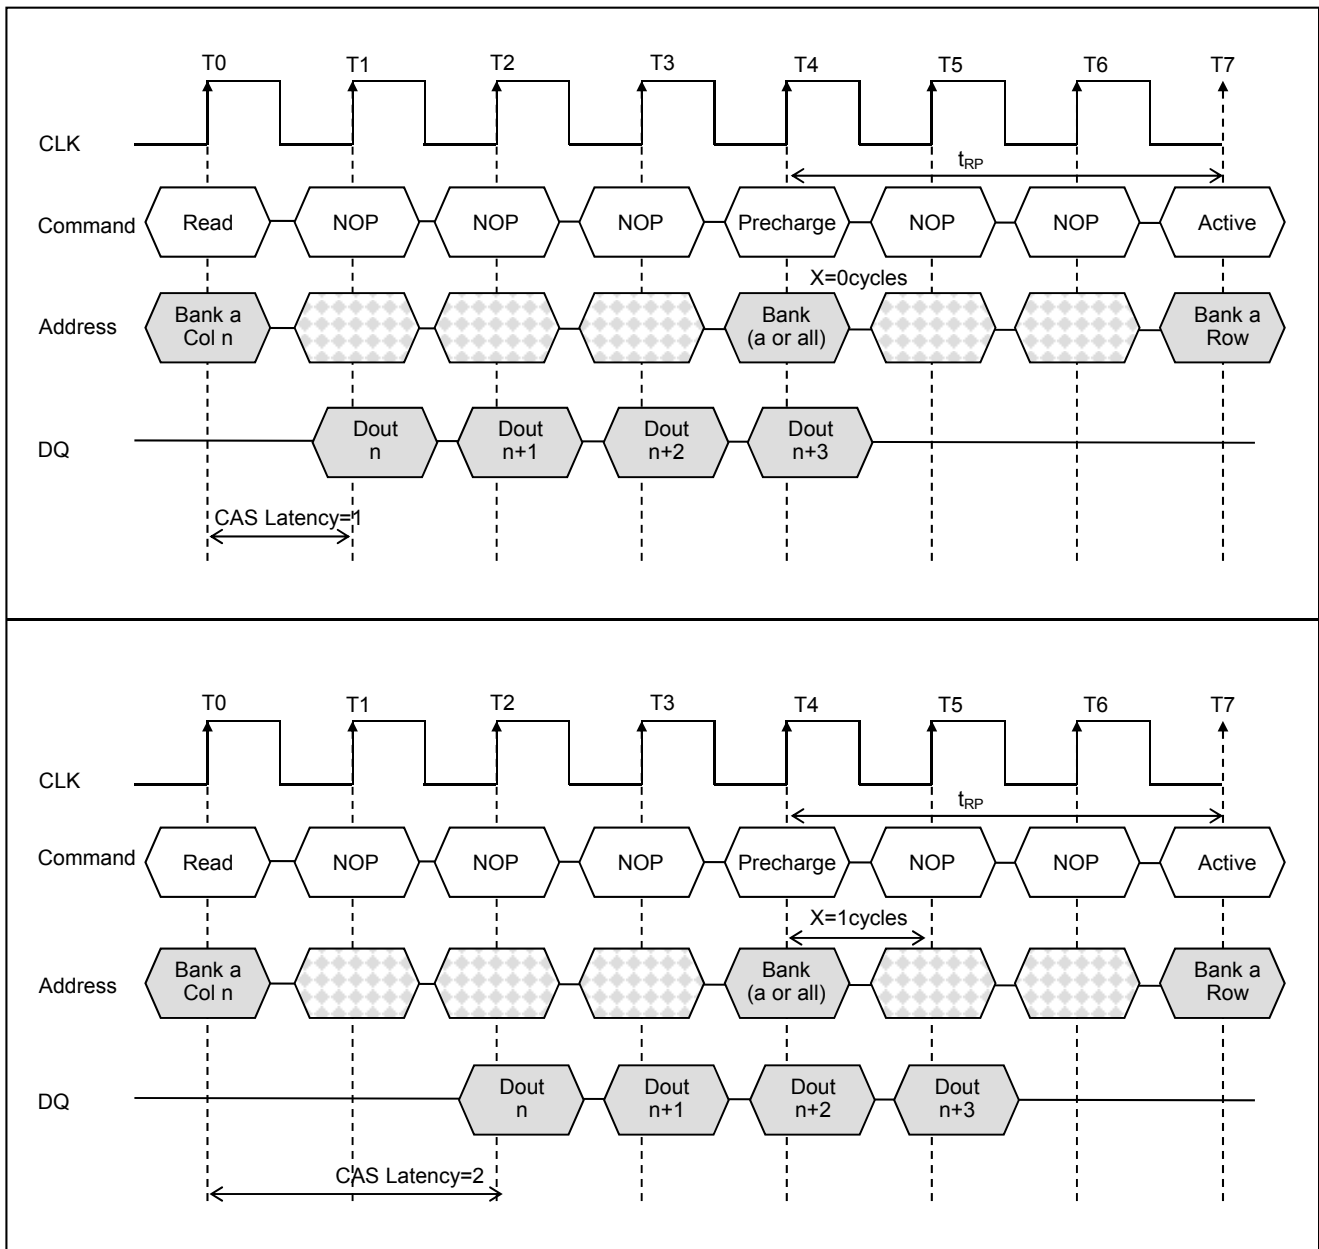 T0 T1 T2 T3 T4 T5 T6 T7
CLK
tRP
Command Read NOP NOP NOP Precharge NOP NOP Active
X=0cycles
Address Bank a Bank Bank a
Col n (a or all) Row
DQ Dout Dout Dout Dout
n n+1 n+2 n+3
CAS Latency=1
T0 T1 T2 T3 T4 T5 T6 T7
CLK
tRP
Command Read NOP NOP NOP Precharge NOP NOP Active
X=1cycles
Address Bank a Bank Bank a
Col n (a or all) Row
DQ Dout Dout Dout Dout
n n+1 n+2 n+3
CAS Latency=2